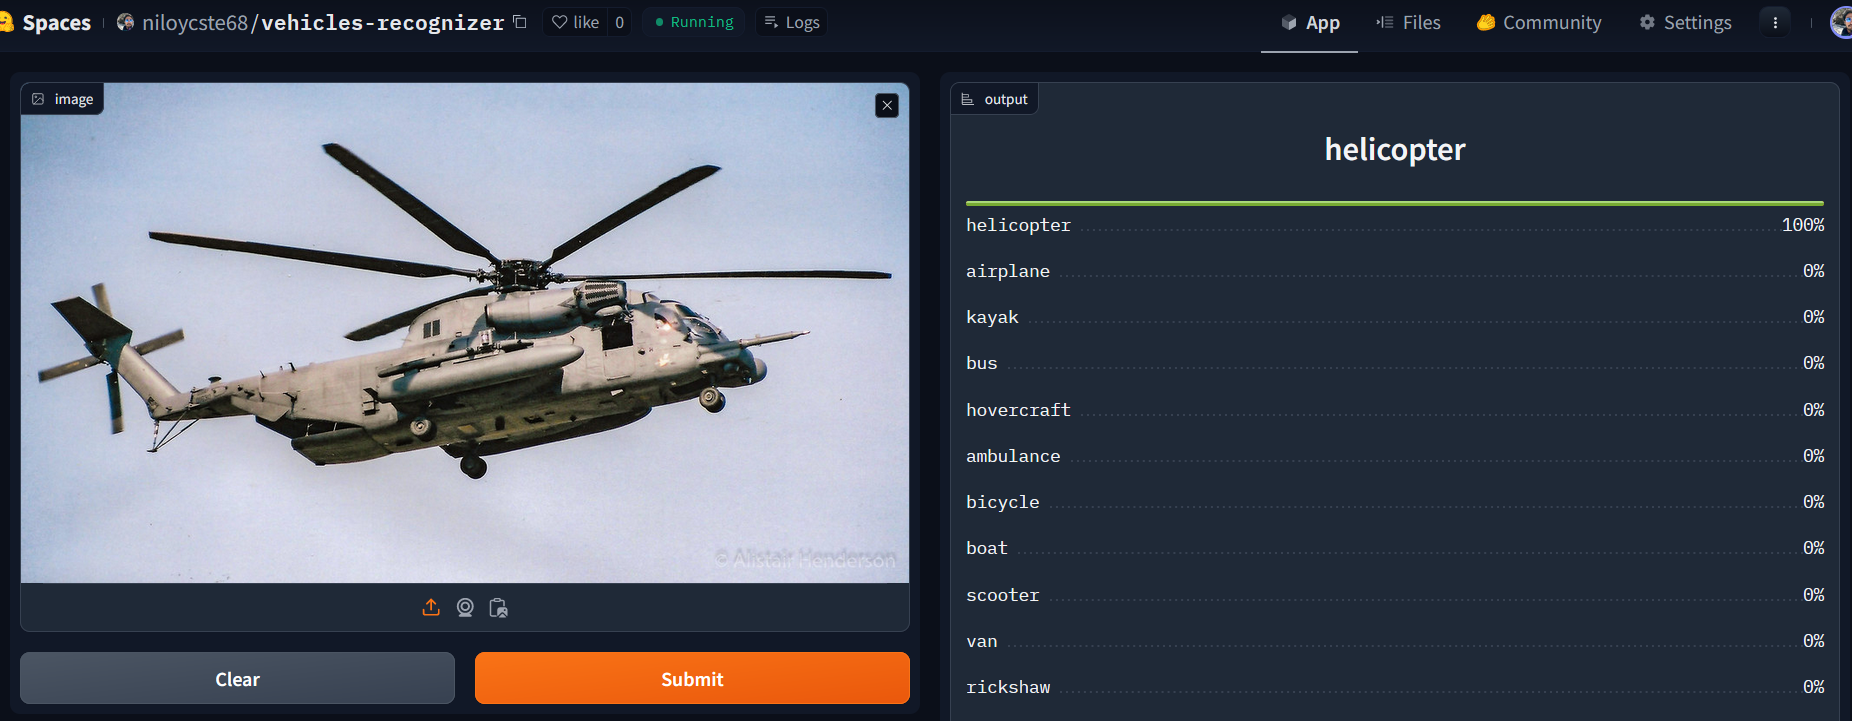 Spaces
niloycste68/vehicles-recognizer
like 0
Running
Logs
App
Files
Community
Settings
image
© Alistair Henderson
Clear
Submit
output
helicopter
helicopter 100%
airplane 0%
kayak 0%
bus 0%
hovercraft 0%
ambulance 0%
bicycle 0%
boat 0%
scooter 0%
van 0%
rickshaw 0%